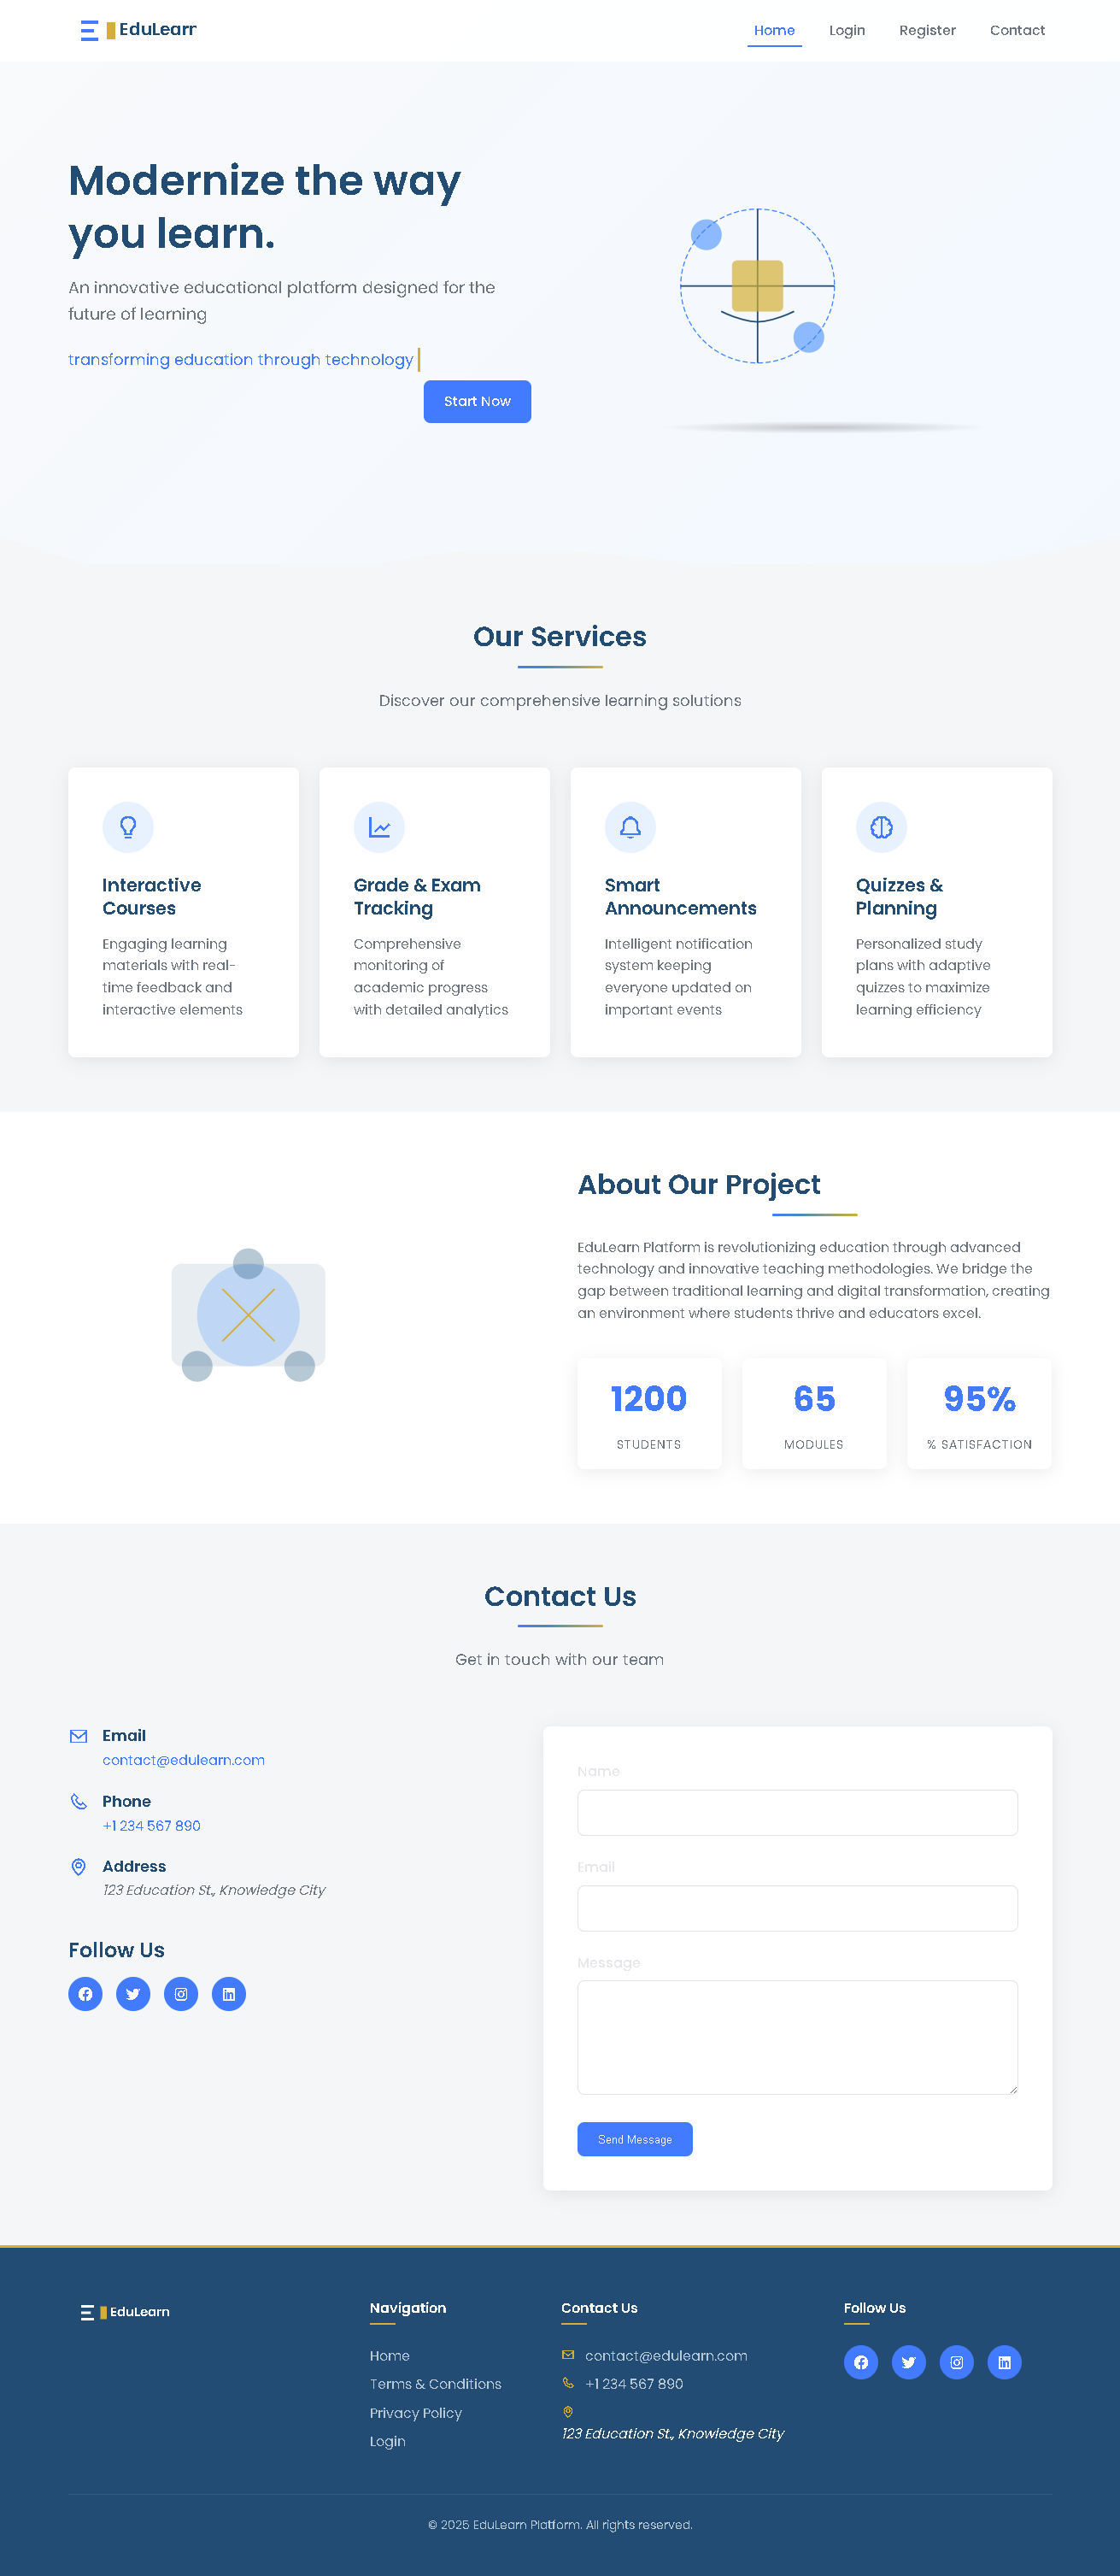 EduLearn
Home
Login
Register
Contact
Modernize the way
you learn.
An innovative educational platform designed for the
future of learning
transforming education through technology
Start Now
Our Services
Discover our comprehensive learning solutions
Interactive
Courses
Engaging learning
materials with real-
time feedback and
interactive elements
Grade & Exam
Tracking
Comprehensive
monitoring of
academic progress
with detailed analytics
Smart
Announcements
Intelligent notification
system keeping
everyone updated on
important events
Quizzes &
Planning
Personalized study
plans with adaptive
quizzes to maximize
learning efficiency
About Our Project
EduLearn Platform is revolutionizing education through advanced
technology and innovative teaching methodologies. We bridge the
gap between traditional learning and digital transformation, creating
an environment where students thrive and educators excel.
1200
STUDENTS
65
MODULES
95%
% SATISFACTION
Contact Us
Get in touch with our team
Email
contact@edulearn.com
Phone
+1 234 567 890
Address
123 Education St., Knowledge City
Follow Us
Name
Email
Message
Send Message
EduLearn
Navigation
Home
Terms & Conditions
Privacy Policy
Login
Contact Us
contact@edulearn.com
+1 234 567 890
123 Education St., Knowledge City
Follow Us
© 2025 EduLearn Platform. All rights reserved.